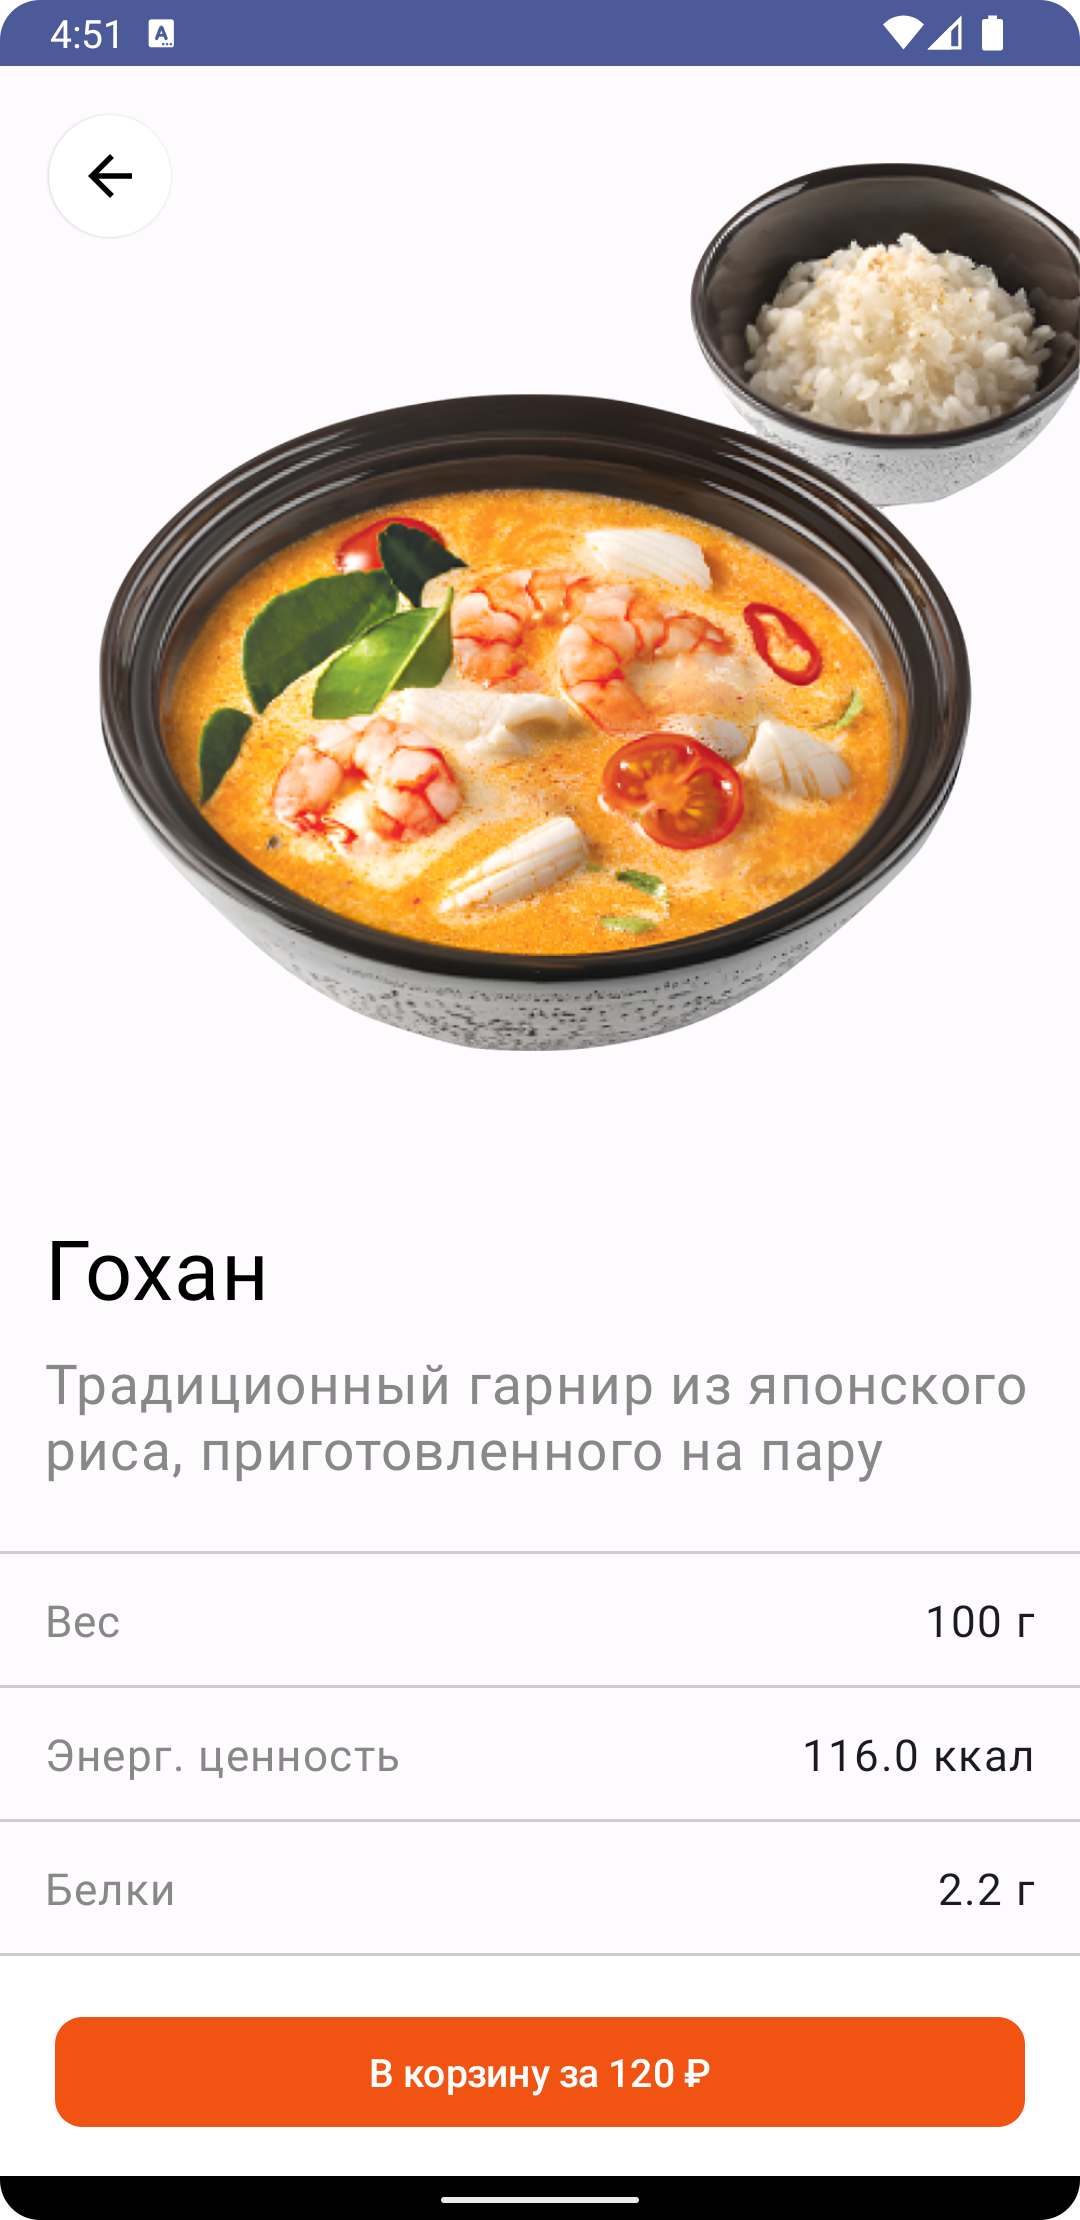 4:51
Гохан
Традиционный гарнир из японского
риса, приготовленного на пару
Вес 100 г
Энерг. ценность 116.0 ккал
Белки 2.2 г
В корзину за 120 ₽